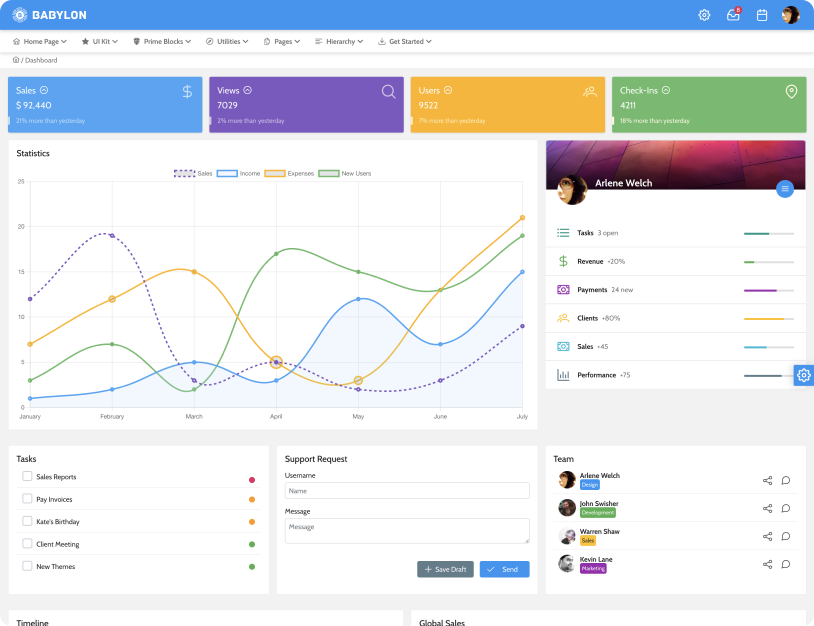 BABYLON
8
Home Page UI Kit Prime Blocks Utilities Pages Hierarchy Get Started
/ Dashboard
Sales
$ 92,440
21% more than yesterday
Views
7029
2% more than yesterday
Users
9522
7% more than yesterday
Check-Ins
4211
18% more than yesterday
Statistics
Sales Income Expenses New Users
25
20
15
10
5
0
January February March April May June July
Arlene Welch
Tasks 3 open
Revenue -20%
Payments 24 new
Clients +80%
Sales +45
Performance +75
Tasks
Sales Reports
Pay Invoices
Kate's Birthday
Client Meeting
New Themes
Support Request
Username
Name
Message
Message
Save Draft Send
Team
Arlene Welch
Design
John Swisher
Development
Warren Shaw
Sales
Kevin Lane
Marketing
Timeline
Global Sales